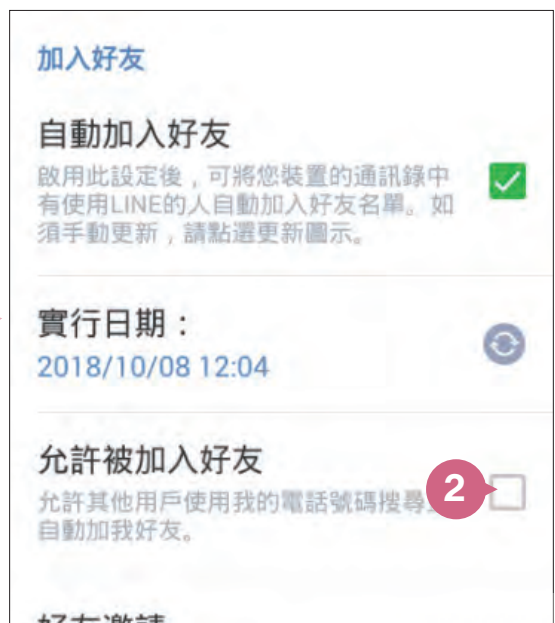 加入好友
自動加入好友
啟用此設定後，可將您裝置的通訊錄中
有使用LINE的人自動加入好友名單。如
須手動更新，請點選更新圖示。
實行日期：
2018/10/08 12:04
允許被加入好友
允許其他用戶使用我的電話號碼搜尋
2
自動加我好友。
好友邀請